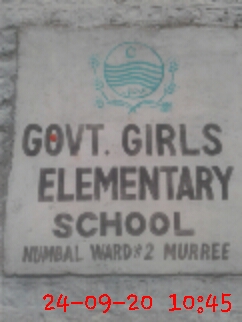 GOVT. GIRLS
ELEMENTARY
SCHOOL
NUMBAL WARD#2 MURREE
24-09-20 10:45